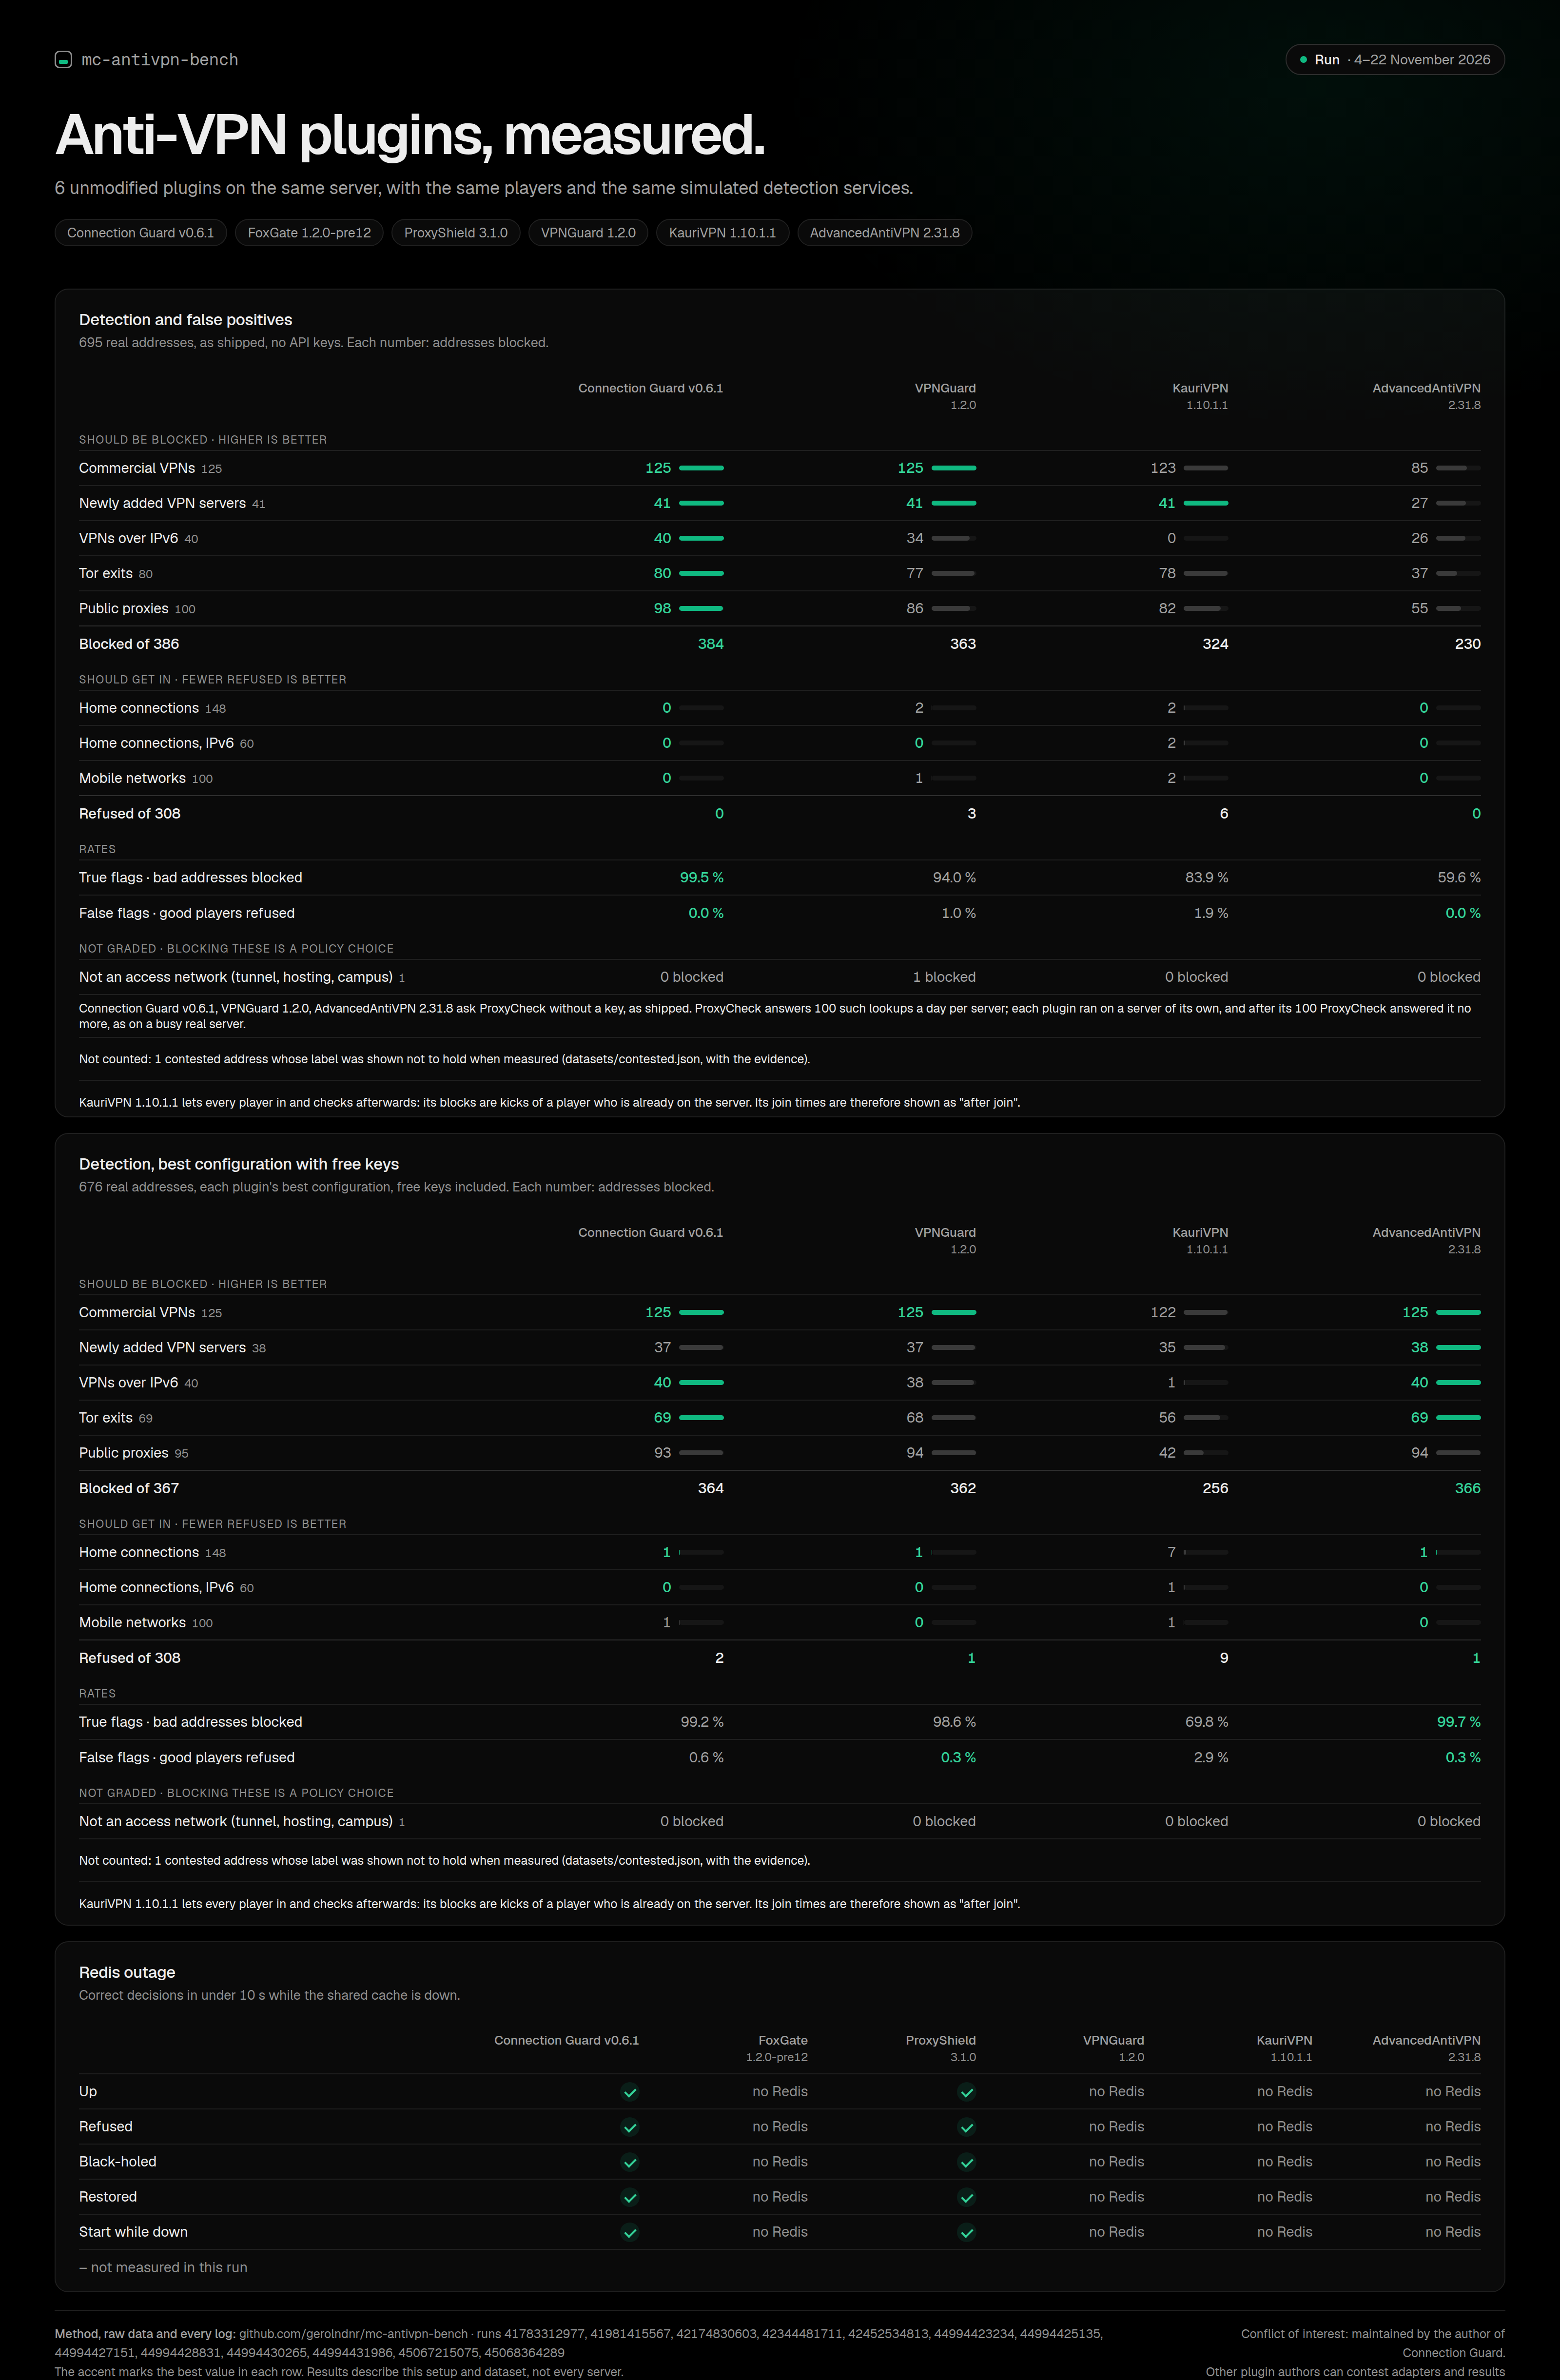 mc-antivpn-bench
Run · 4–22 November 2026
Anti-VPN plugins, measured.
6 unmodified plugins on the same server, with the same players and the same simulated detection services.
Connection Guard v0.6.1 FoxGate 1.2.0-pre12 ProxyShield 3.1.0 VPNGuard 1.2.0 KauriVPN 1.10.1.1 AdvancedAntiVPN 2.31.8
Detection and false positives
695 real addresses, as shipped, no API keys. Each number: addresses blocked.
Connection Guard v0.6.1 VPNGuard KauriVPN AdvancedAntiVPN
1.2.0 1.10.1.1 2.31.8
SHOULD BE BLOCKED · HIGHER IS BETTER
Commercial VPNs 125 125 125 123 85
Newly added VPN servers 41 41 41 41 27
VPNs over IPv6 40 40 34 0 26
Tor exits 80 80 77 78 37
Public proxies 100 98 86 82 55
Blocked of 386 384 363 324 230
SHOULD GET IN · FEWER REFUSED IS BETTER
Home connections 148 0 2 2 0
Home connections, IPv6 60 0 0 2 0
Mobile networks 100 0 1 2 0
Refused of 308 0 3 6 0
RATES
True flags · bad addresses blocked 99.5 % 94.0 % 83.9 % 59.6 %
False flags · good players refused 0.0 % 1.0 % 1.9 % 0.0 %
NOT GRADED · BLOCKING THESE IS A POLICY CHOICE
Not an access network (tunnel, hosting, campus) 1 0 blocked 1 blocked 0 blocked 0 blocked
Connection Guard v0.6.1, VPNGuard 1.2.0, AdvancedAntiVPN 2.31.8 ask ProxyCheck without a key, as shipped. ProxyCheck answers 100 such lookups a day per server; each plugin ran on a server of its own, and after its 100 ProxyCheck answered it no
more, as on a busy real server.
Not counted: 1 contested address whose label was shown not to hold when measured (datasets/contested.json, with the evidence).
KauriVPN 1.10.1.1 lets every player in and checks afterwards: its blocks are kicks of a player who is already on the server. Its join times are therefore shown as "after join".
Detection, best configuration with free keys
676 real addresses, each plugin's best configuration, free keys included. Each number: addresses blocked.
Connection Guard v0.6.1 VPNGuard KauriVPN AdvancedAntiVPN
1.2.0 1.10.1.1 2.31.8
SHOULD BE BLOCKED · HIGHER IS BETTER
Commercial VPNs 125 125 125 122 125
Newly added VPN servers 38 37 37 35 38
VPNs over IPv6 40 40 38 1 40
Tor exits 69 69 68 56 69
Public proxies 95 93 94 42 94
Blocked of 367 364 362 256 366
SHOULD GET IN · FEWER REFUSED IS BETTER
Home connections 148 1 1 7 1
Home connections, IPv6 60 0 0 1 0
Mobile networks 100 1 0 1 0
Refused of 308 2 1 9 1
RATES
True flags · bad addresses blocked 99.2 % 98.6 % 69.8 % 99.7 %
False flags · good players refused 0.6 % 0.3 % 2.9 % 0.3 %
NOT GRADED · BLOCKING THESE IS A POLICY CHOICE
Not an access network (tunnel, hosting, campus) 1 0 blocked 0 blocked 0 blocked 0 blocked
Not counted: 1 contested address whose label was shown not to hold when measured (datasets/contested.json, with the evidence).
KauriVPN 1.10.1.1 lets every player in and checks afterwards: its blocks are kicks of a player who is already on the server. Its join times are therefore shown as "after join".
Redis outage
Correct decisions in under 10 s while the shared cache is down.
Connection Guard v0.6.1 FoxGate ProxyShield VPNGuard KauriVPN AdvancedAntiVPN
1.2.0-pre12 3.1.0 1.2.0 1.10.1.1 2.31.8
Up no Redis no Redis no Redis no Redis
Refused no Redis no Redis no Redis no Redis
Black-holed no Redis no Redis no Redis no Redis
Restored no Redis no Redis no Redis no Redis
Start while down no Redis no Redis no Redis no Redis
– not measured in this run
Method, raw data and every log: github.com/gerolndnr/mc-antivpn-bench · runs 41783312977, 41981415567, 42174830603, 42344481711, 42452534813, 44994423234, 44994425135,
44994427151, 44994428831, 44994430265, 44994431986, 45067215075, 45068364289
The accent marks the best value in each row. Results describe this setup and dataset, not every server.
Conflict of interest: maintained by the author of
Connection Guard.
Other plugin authors can contest adapters and results